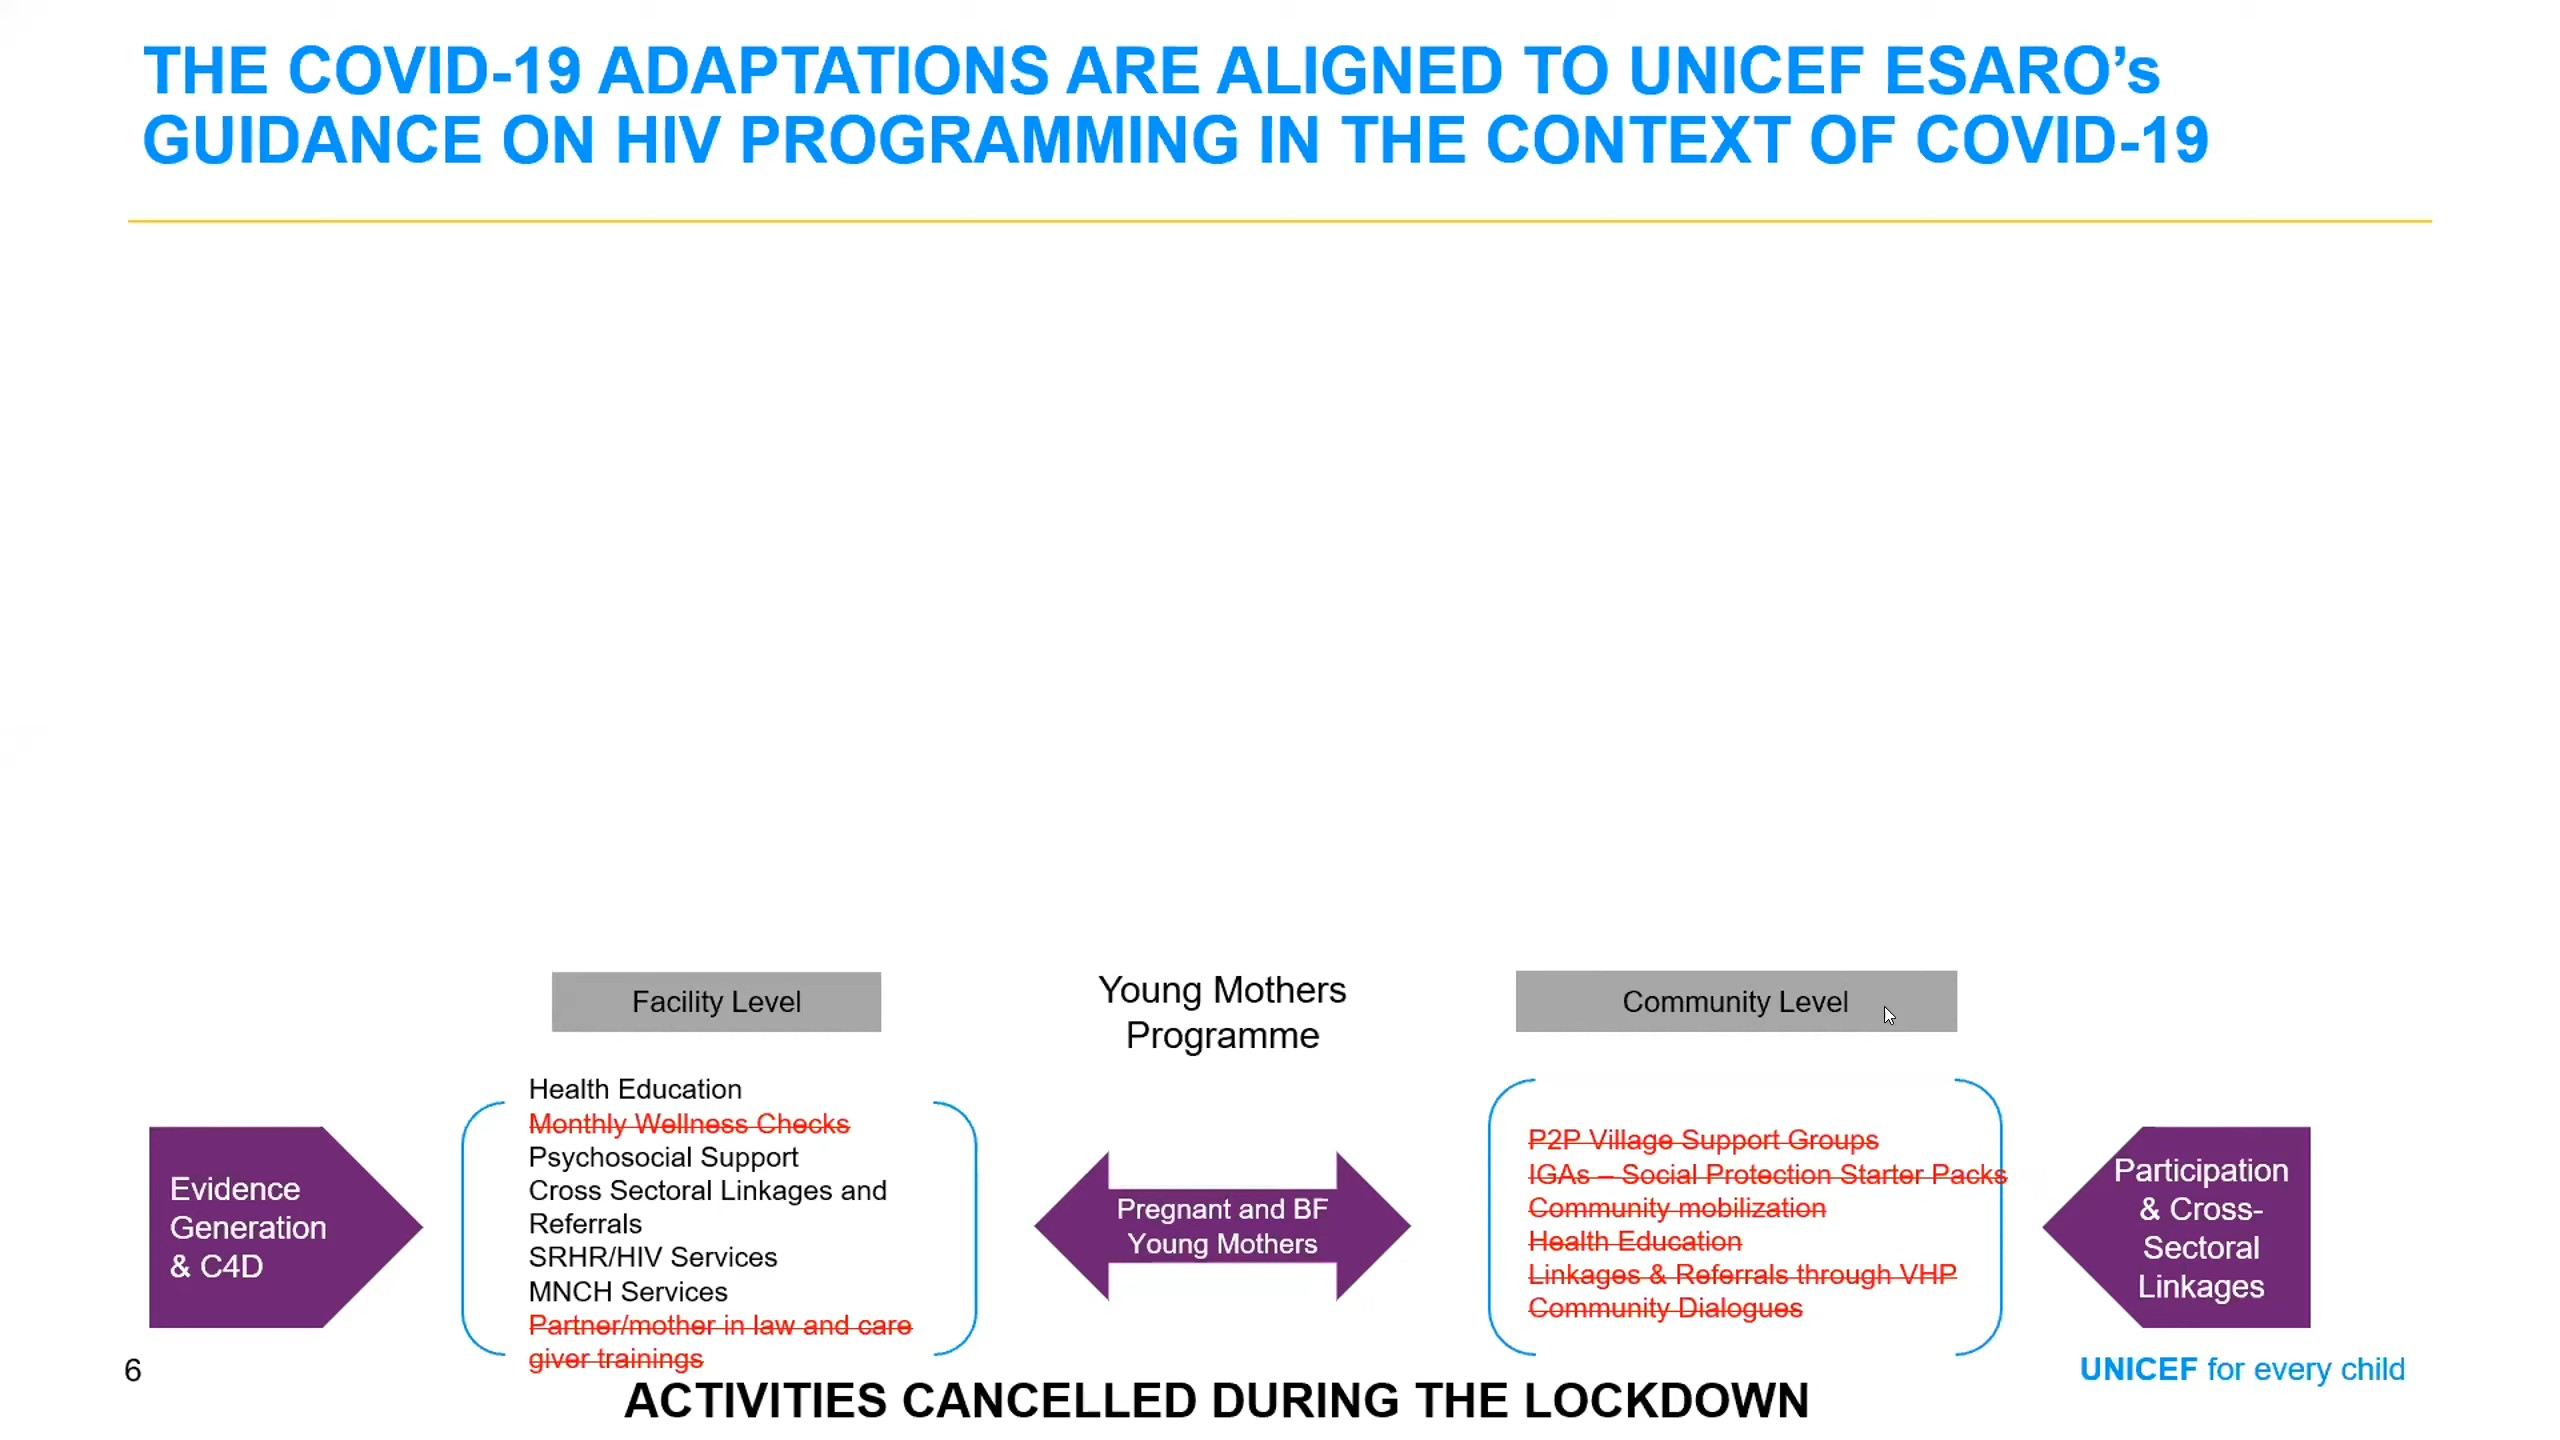 THE COVID-19 ADAPTATIONS ARE ALIGNED TO UNICEF ESARO’s
GUIDANCE ON HIV PROGRAMMING IN THE CONTEXT OF COVID-19
Facility Level
Young Mothers
Programme
Community Level
Evidence
Generation
& C4D
Health Education
Monthly Wellness Checks
Psychosocial Support
Cross Sectoral Linkages and
Referrals
SRHR/HIV Services
MNCH Services
Partner/mother in law and care
giver trainings
Pregnant and BF
Young Mothers
P2P Village Support Groups
IGAs – Social Protection Starter Packs
Community mobilization
Health Education
Linkages & Referrals through VHP
Community Dialogues
Participation
& Cross-
Sectoral
Linkages
6
UNICEF for every child
ACTIVITIES CANCELLED DURING THE LOCKDOWN